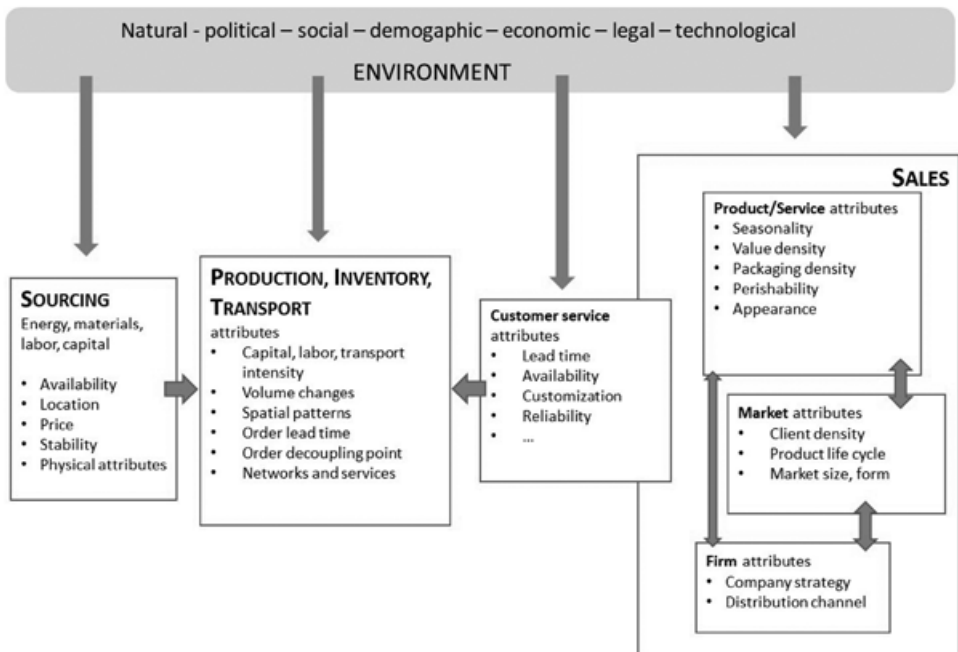 Natural - political – social – demogaphic – economic – legal – technological
ENVIRONMENT
SOURCING
Energy, materials,
labor, capital
• Availability
• Location
• Price
• Stability
• Physical attributes
PRODUCTION, INVENTORY,
TRANSPORT
attributes
• Capital, labor, transport
intensity
• Volume changes
• Spatial patterns
• Order lead time
• Order decoupling point
• Networks and services
Customer service
attributes
• Lead time
• Availability
• Customization
• Reliability
• ...
SALES
Product/Service attributes
• Seasonality
• Value density
• Packaging density
• Perishability
• Appearance
Market attributes
• Client density
• Product life cycle
• Market size, form
Firm attributes
• Company strategy
• Distribution channel